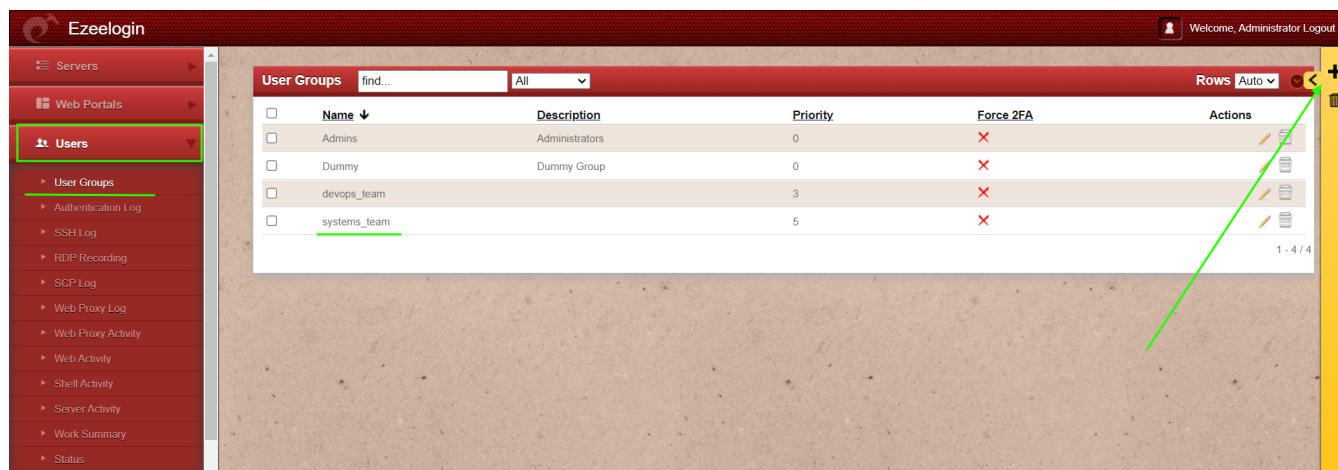 Ezeelogin
Welcome, Administrator Logout
Servers
Web Portals
Users
User Groups
Authentication Log
SSH Log
RDP Recording
SCP Log
Web Proxy Log
Web Proxy Activity
Web Activity
Shell Activity
Server Activity
Work Summary
Status
User Groups find... All Rows Auto
Name Description Priority Force 2FA Actions
Admins Administrators 0
Dummy Dummy Group 0
devops_team 3
systems_team 5
1 - 4 / 4